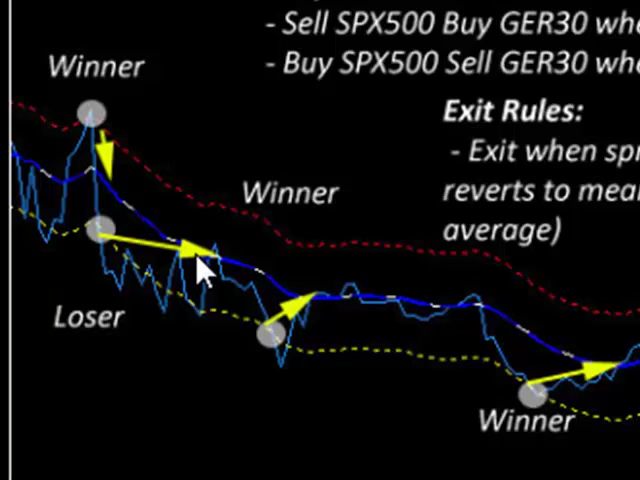 - Sell SPX500 Buy GER30
- Buy SPX500 Sell GER30
Winner
Exit Rules:
- Exit when
reverts to
average)
Winner
Loser
Winner